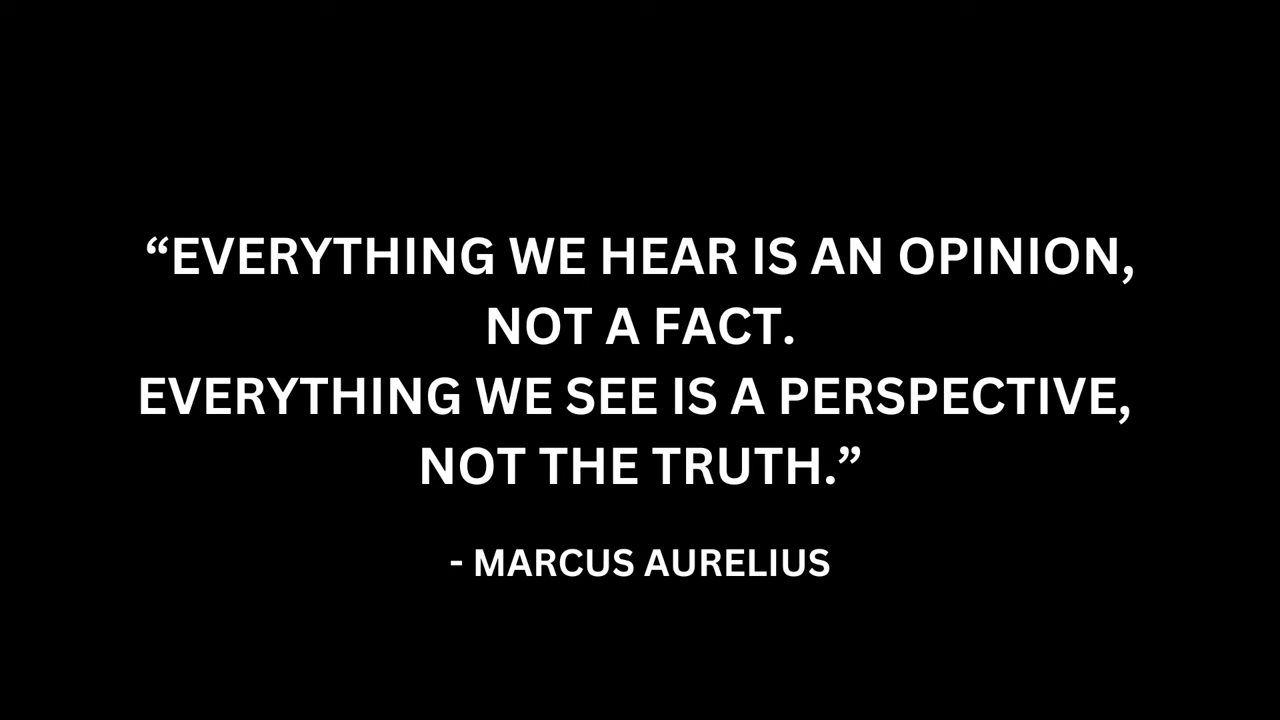 “EVERYTHING WE HEAR IS AN OPINION,
NOT A FACT.
EVERYTHING WE SEE IS A PERSPECTIVE,
NOT THE TRUTH.”
- MARCUS AURELIUS